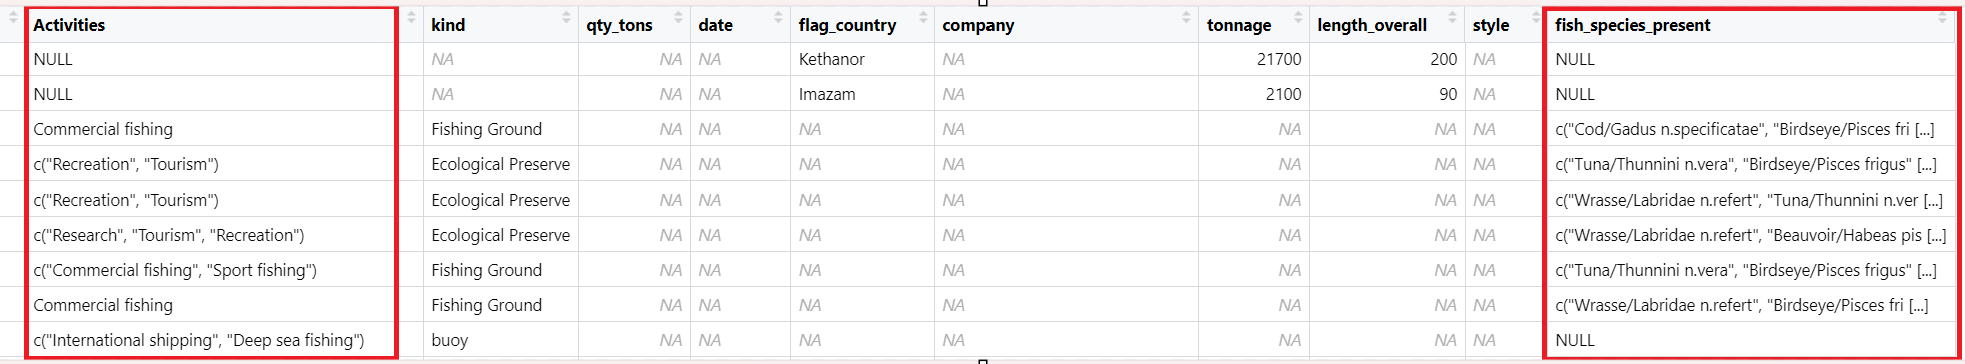 Activities kind qty_tons date flag_country company tonnage length_overall style fish_species_present
NULL NA NA NA Kethanor NA 21700 200 NA NULL
NULL NA NA NA Imazam NA 2100 90 NA NULL
Commercial fishing Fishing Ground NA NA NA NA NA NA NA c("Cod/Gadus n.specificatae", "Birdseye/Pisces fri [...]
c("Recreation", "Tourism") Ecological Preserve NA NA NA NA NA NA NA c("Tuna/Thunnini n.vera", "Birdseye/Pisces frigus" [...]
c("Recreation", "Tourism") Ecological Preserve NA NA NA NA NA NA NA c("Wrasse/Labridae n.refert", "Tuna/Thunnini n.ver [...]
c("Research", "Tourism", "Recreation") Ecological Preserve NA NA NA NA NA NA NA c("Wrasse/Labridae n.refert", "Beauvoir/Habeas pis [...]
c("Commercial fishing", "Sport fishing") Fishing Ground NA NA NA NA NA NA NA c("Tuna/Thunnini n.vera", "Birdseye/Pisces frigus" [...]
Commercial fishing Fishing Ground NA NA NA NA NA NA NA c("Wrasse/Labridae n.refert", "Birdseye/Pisces fri [...]
c("International shipping", "Deep sea fishing") buoy NA NA NA NA NA NA NA NULL